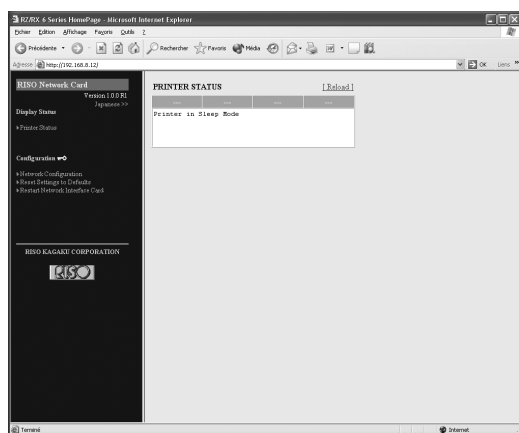 RZ/RX 6 Series HomePage - Microsoft Internet Explorer
Fichier Edition Affichage Favoris Outils ?
Précédente Rechercher Favoris Média
Adresse http://192.168.8.12/ OK Liens »
RISO Network Card
Version 1.0.0 R1
Japanese >>
Display Status
Printer Status
Configuration
Network Configuration
Reset Settings to Defaults
Restart Network Interface Card
RISO KAGAKU CORPORATION
RISO
PRINTER STATUS [ Reload ]
--- --- --- ---
Printer in Sleep Mode
Terminé Internet